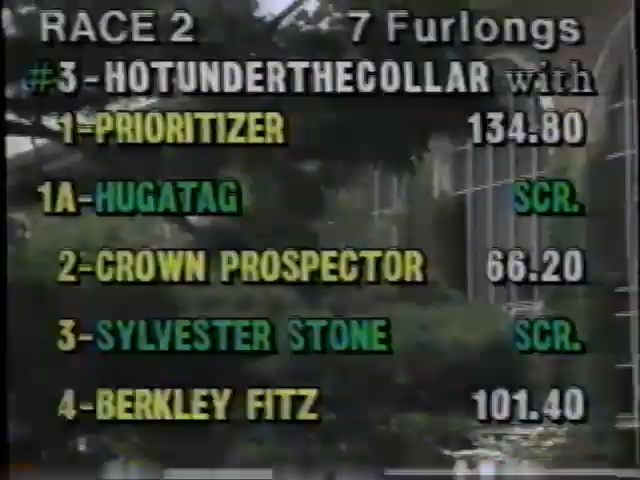 RACE 2 7 Furlongs
#3-HOTUNDERTHECOLLAR with
1-PRIORITIZER 134.80
1A-HUGATAG SCR.
2-CROWN PROSPECTOR 66.20
3-SYLVESTER STONE SCR.
4-BERKLEY FITZ 101.40